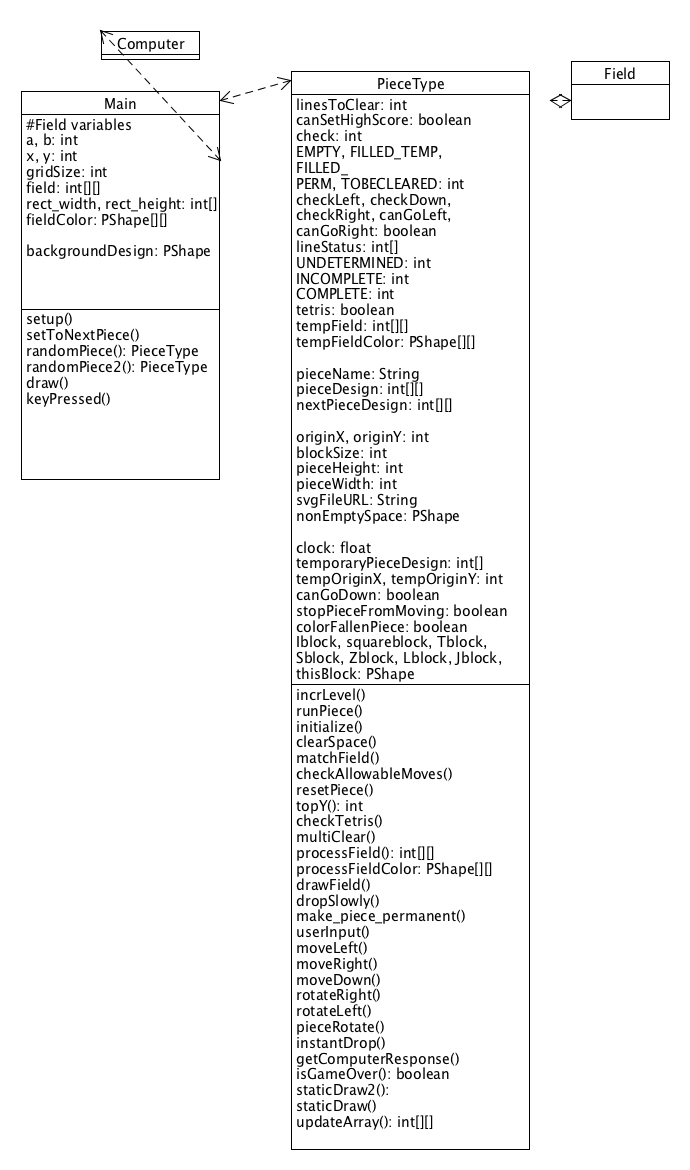 Computer
Main
#Field variables
a, b: int
x, y: int
gridSize: int
field: int[][]
rect_width, rect_height: int[]
fieldColor: PShape[][]
backgroundDesign: PShape
setup()
setToNextPiece()
randomPiece(): PieceType
randomPiece2(): PieceType
draw()
keyPressed()
PieceType
linesToClear: int
canSetHighScore: boolean
check: int
EMPTY, FILLED_TEMP,
FILLED_
PERM, TOBECLEARED: int
checkLeft, checkDown,
checkRight, canGoLeft,
canGoRight: boolean
lineStatus: int[]
UNDETERMINED: int
INCOMPLETE: int
COMPLETE: int
tetris: boolean
tempField: int[][]
tempFieldColor: PShape[][]
pieceName: String
pieceDesign: int[][]
nextPieceDesign: int[][]
originX, originY: int
blockSize: int
pieceHeight: int
pieceWidth: int
svgFileURL: String
nonEmptySpace: PShape
clock: float
temporaryPieceDesign: int[]
tempOriginX, tempOriginY: int
canGoDown: boolean
stopPieceFromMoving: boolean
colorFallenPiece: boolean
Iblock, squareblock, Tblock,
Sblock, Zblock, Lblock, Jblock,
thisBlock: PShape
incrLevel()
runPiece()
initialize()
clearSpace()
matchField()
checkAllowableMoves()
resetPiece()
topY(): int
checkTetris()
multiClear()
processField(): int[][]
processFieldColor: PShape[][]
drawField()
dropSlowly()
make_piece_permanent()
userInput()
moveLeft()
moveRight()
moveDown()
rotateRight()
rotateLeft()
pieceRotate()
instantDrop()
getComputerResponse()
isGameOver(): boolean
staticDraw2():
staticDraw()
updateArray(): int[][]
Field